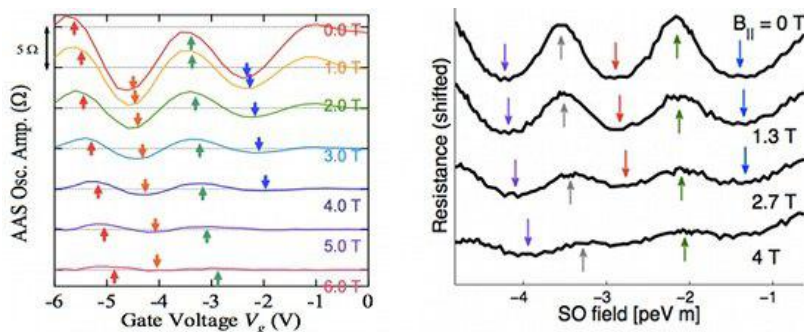 AAS Osc. Amp. (Ω)
5 Ω
0.0 T
1.0 T
2.0 T
3.0 T
4.0 T
5.0 T
6.0 T
-6 -5 -4 -3 -2 -1 0
Gate Voltage Vg (V)
Resistance (shifted)
B|| = 0 T
1.3 T
2.7 T
4 T
−4 −3 −2 −1
SO field [peV m]